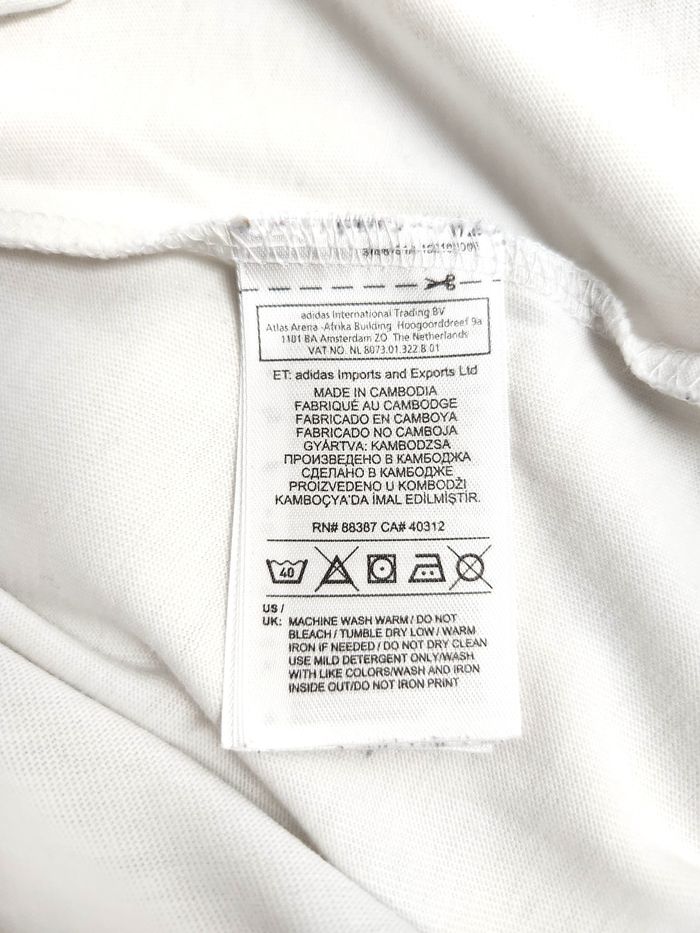 adidas International Trading BV
Atlas Arena -Afrika Building Hoogoorddreef 9a
1101 BA Amsterdam ZO The Netherlands
VAT NO. NL 8073.01.322.B.01
ET: adidas Imports and Exports Ltd
MADE IN CAMBODIA
FABRIQUÉ AU CAMBODGE
FABRICADO EN CAMBOYA
FABRICADO NO CAMBOJA
GYÁRTVA: KAMBODZSA
ПРОИЗВЕДЕНО В КАМБОДЖА
СДЕЛАНО В КАМБОДЖЕ
PROIZVEDENO U KOMBODŽI
KAMBOÇYA'DA İMAL EDİLMİŞTİR.
RN# 88387 CA# 40312
40
US /
UK: MACHINE WASH WARM / DO NOT
BLEACH / TUMBLE DRY LOW / WARM
IRON IF NEEDED / DO NOT DRY CLEAN
USE MILD DETERGENT ONLY/WASH
WITH LIKE COLORS/WASH AND IRON
INSIDE OUT/DO NOT IRON PRINT